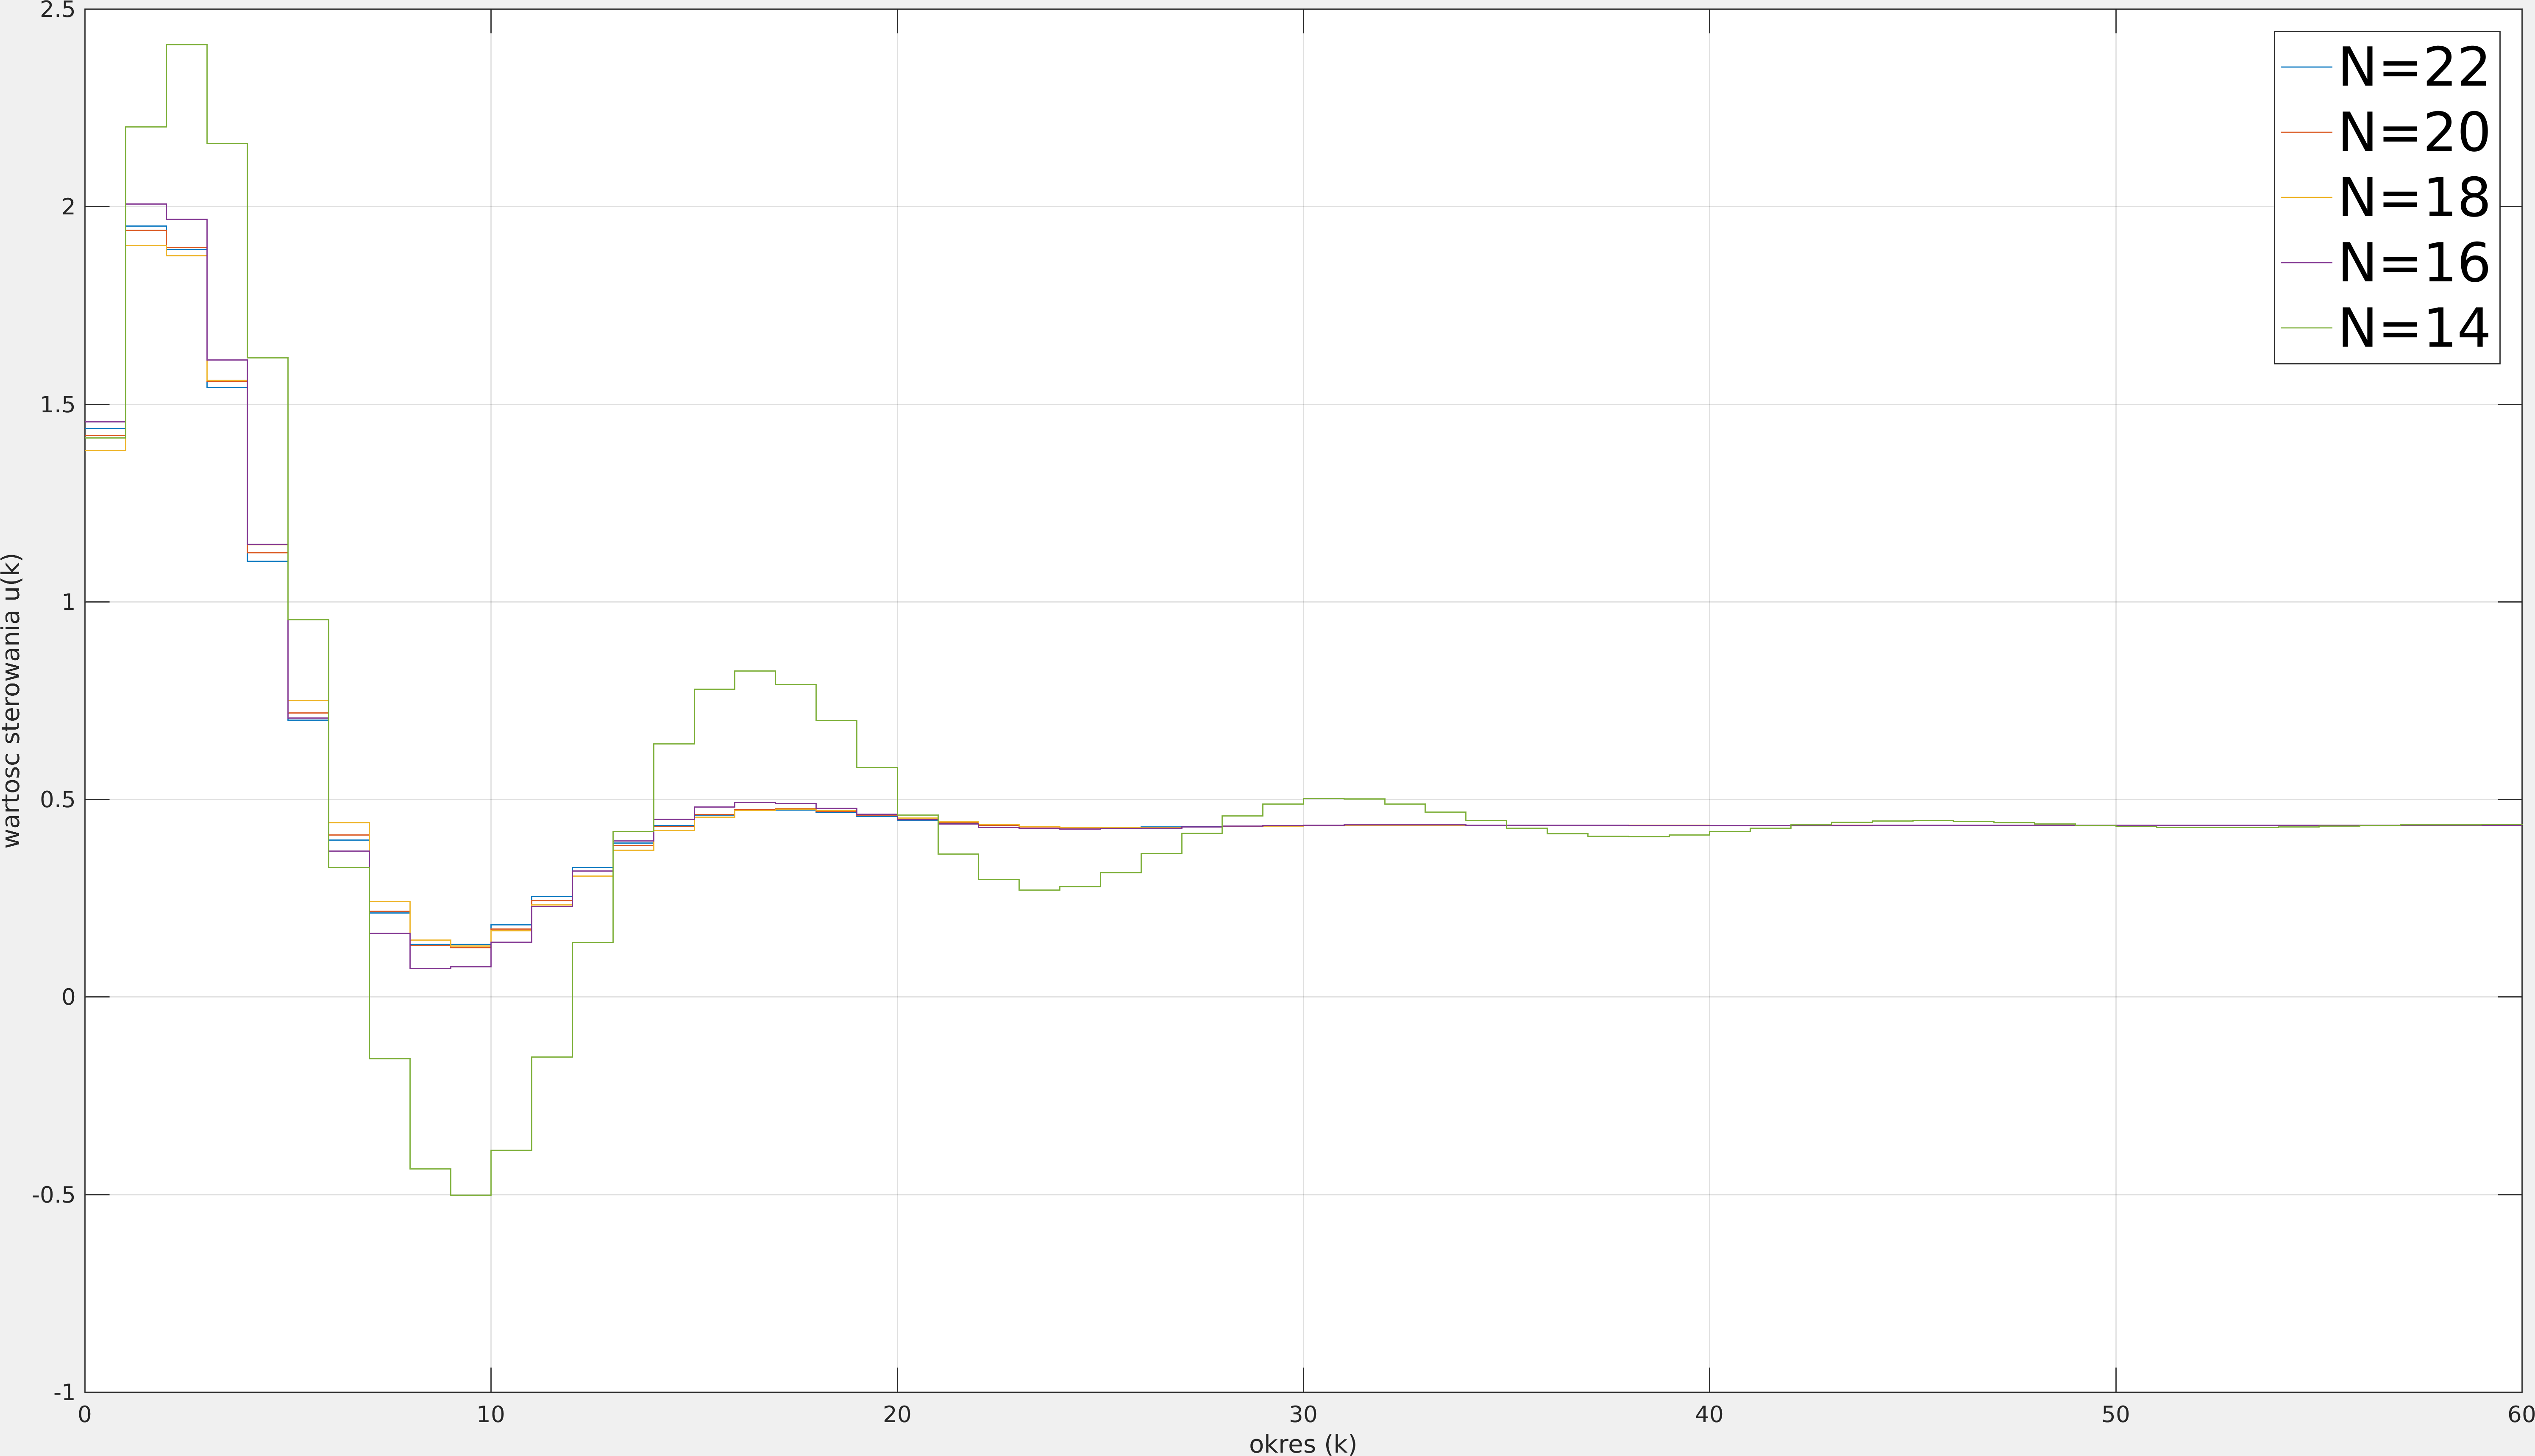 2.5
2
1.5
1
0.5
0
-0.5
-1
wartosc sterowania u(k)
N=22
N=20
N=18
N=16
N=14
0 10 20 30 40 50 60
okres (k)